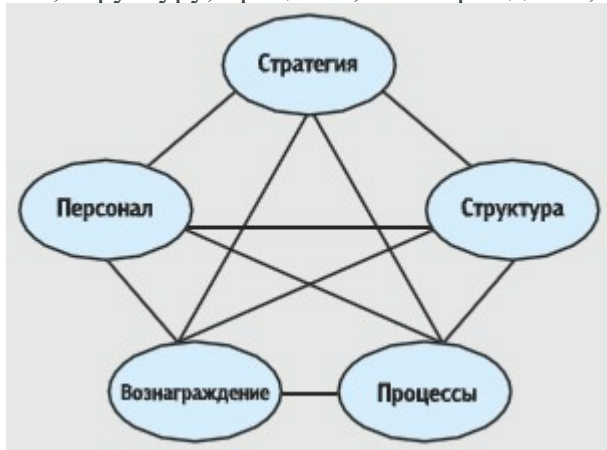 Стратегия
Персонал
Структура
Вознаграждение
Процессы